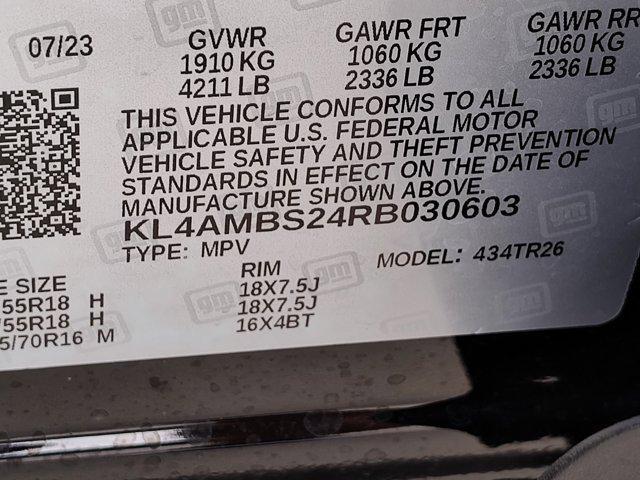 07/23 GVWR GAWR FRT GAWR RR
1910 KG 1060 KG 1060 KG
4211 LB 2336 LB 2336 LB
THIS VEHICLE CONFORMS TO ALL
APPLICABLE U.S. FEDERAL MOTOR
VEHICLE SAFETY AND THEFT PREVENTION
STANDARDS IN EFFECT ON THE DATE OF
MANUFACTURE SHOWN ABOVE.
KL4AMBS24RB030603
TYPE: MPV MODEL: 434TR26
E SIZE RIM
55R18 H 18X7.5J
/55R18 H 18X7.5J
5/70R16 M 16X4BT